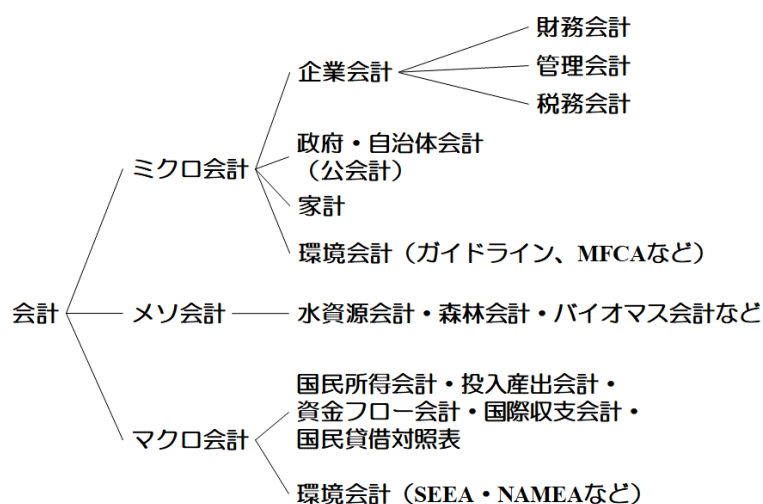 財務会計
企業会計
管理会計
税務会計
政府・自治体会計
（公会計）
ミクロ会計
家計
環境会計（ガイドライン、MFCAなど）
会計
メソ会計
水資源会計・森林会計・バイオマス会計など
国民所得会計・投入産出会計・
資金フロー会計・国際収支会計・
国民貸借対照表
マクロ会計
環境会計（SEEA・NAMEAなど）